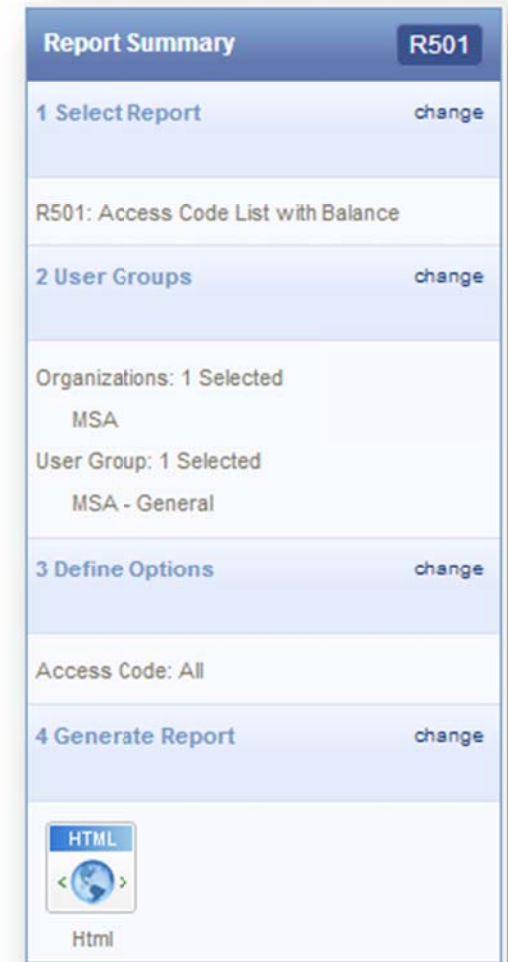 Report Summary R501
1 Select Report change
R501: Access Code List with Balance
2 User Groups change
Organizations: 1 Selected
MSA
User Group: 1 Selected
MSA - General
3 Define Options change
Access Code: All
4 Generate Report change
HTML
< >
Html